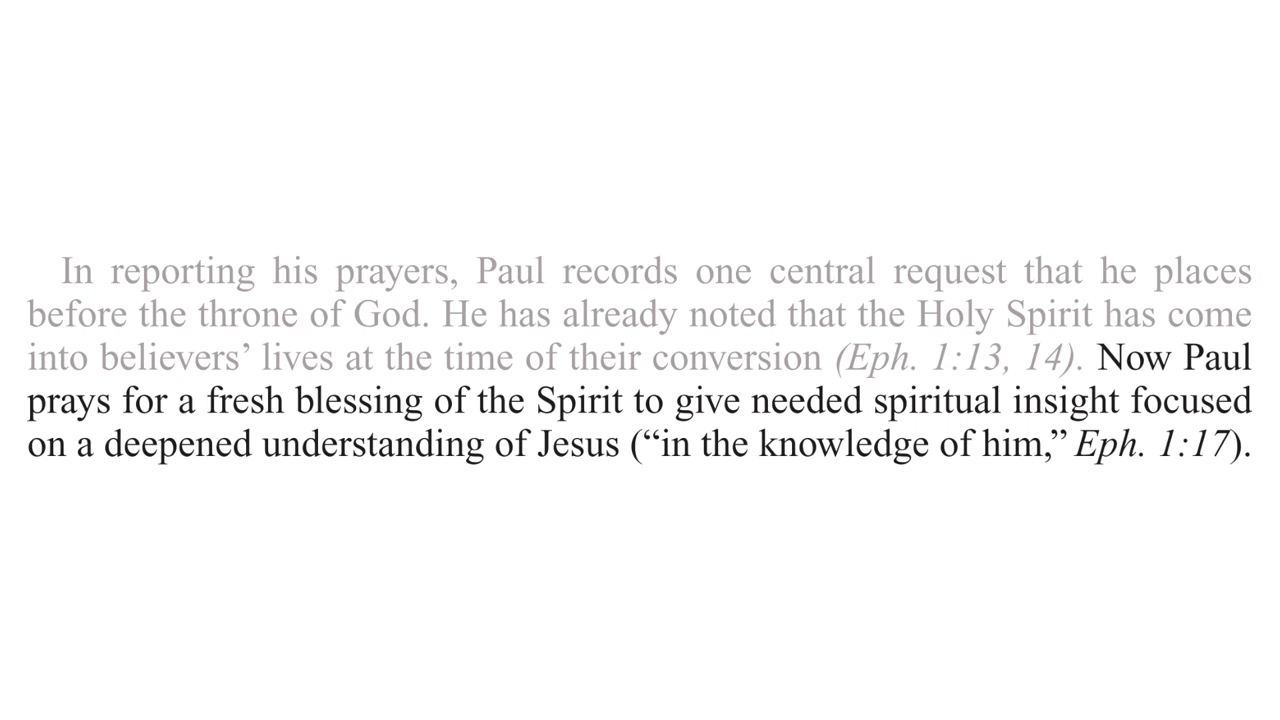 In reporting his prayers, Paul records one central request that he places
before the throne of God. He has already noted that the Holy Spirit has come
into believers’ lives at the time of their conversion (Eph. 1:13, 14). Now Paul
prays for a fresh blessing of the Spirit to give needed spiritual insight focused
on a deepened understanding of Jesus (“in the knowledge of him,” Eph. 1:17).